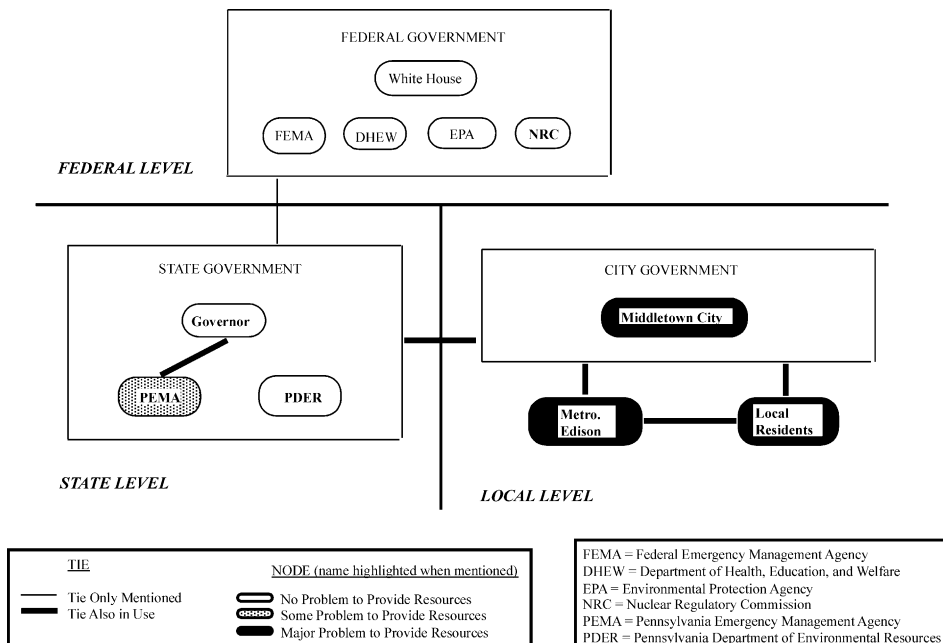 FEDERAL GOVERNMENT
White House
FEMA
DHEW
EPA
NRC
FEDERAL LEVEL
STATE GOVERNMENT
Governor
PEMA
PDER
STATE LEVEL
CITY GOVERNMENT
Middletown City
Metro.
Edison
Local
Residents
LOCAL LEVEL
TIE
Tie Only Mentioned
Tie Also in Use
NODE (name highlighted when mentioned)
No Problem to Provide Resources
Some Problem to Provide Resources
Major Problem to Provide Resources
FEMA = Federal Emergency Management Agency
DHEW = Department of Health, Education, and Welfare
EPA = Environmental Protection Agency
NRC = Nuclear Regulatory Commission
PEMA = Pennsylvania Emergency Management Agency
PDER = Pennsylvania Department of Environmental Resources